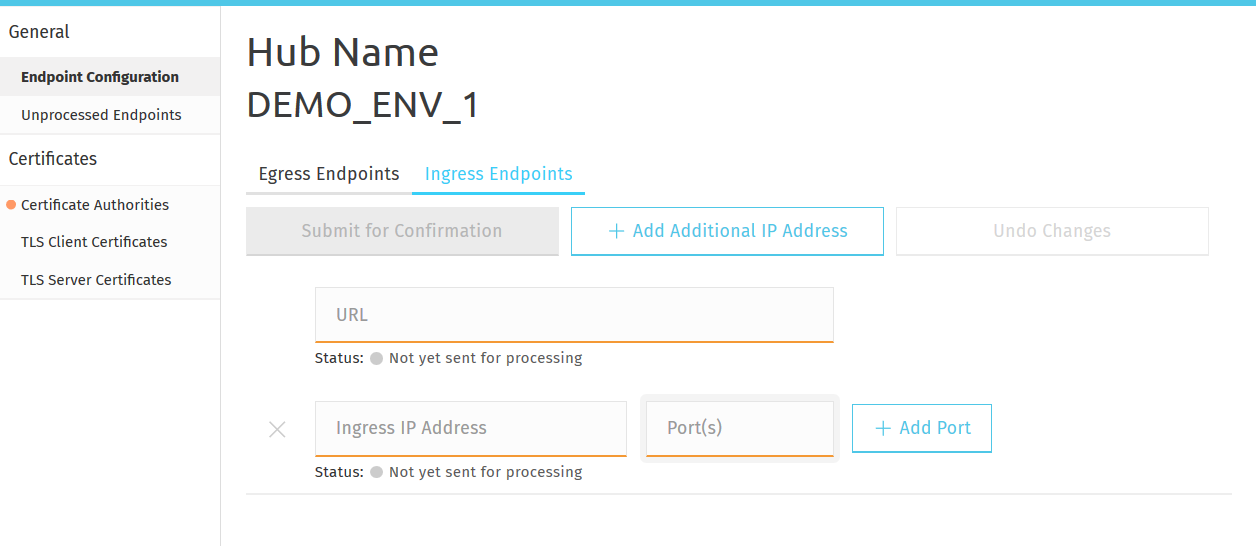 General
Endpoint Configuration
Unprocessed Endpoints
Certificates
Certificate Authorities
TLS Client Certificates
TLS Server Certificates
Hub Name
DEMO_ENV_1
Egress Endpoints Ingress Endpoints
Submit for Confirmation + Add Additional IP Address Undo Changes
URL
Status: Not yet sent for processing
Ingress IP Address Port(s) + Add Port
Status: Not yet sent for processing